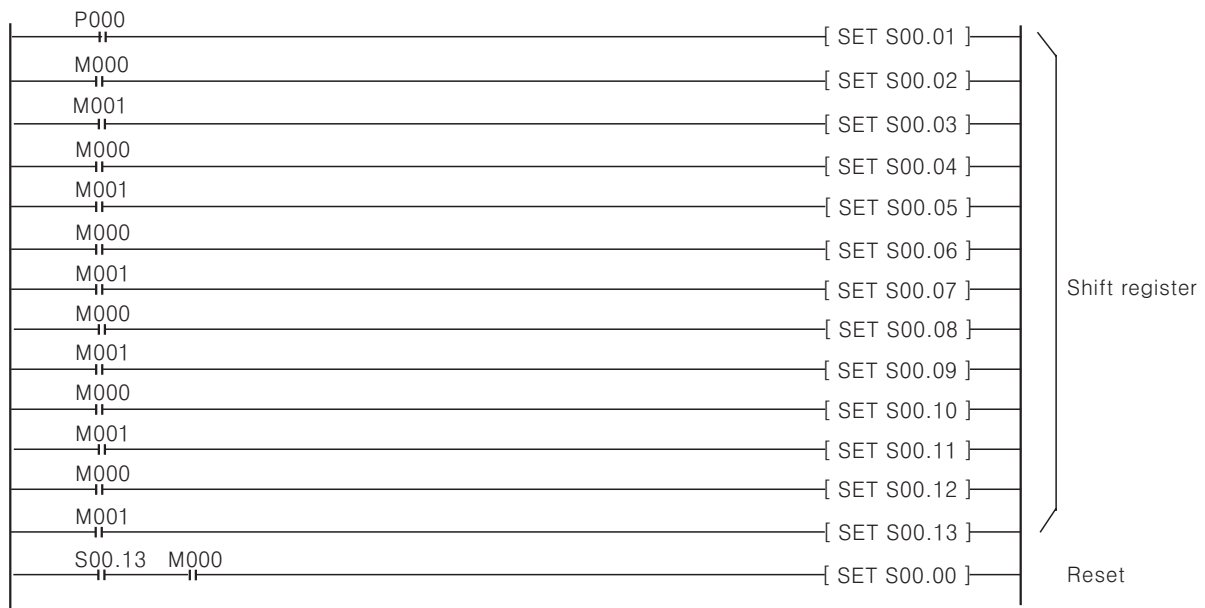 P000
[ SET S00.01 ]
M000
[ SET S00.02 ]
M001
[ SET S00.03 ]
M000
[ SET S00.04 ]
M001
[ SET S00.05 ]
M000
[ SET S00.06 ]
M001
[ SET S00.07 ]
Shift register
M000
[ SET S00.08 ]
M001
[ SET S00.09 ]
M000
[ SET S00.10 ]
M001
[ SET S00.11 ]
M000
[ SET S00.12 ]
M001
[ SET S00.13 ]
S00.13 M000
[ SET S00.00 ]
Reset